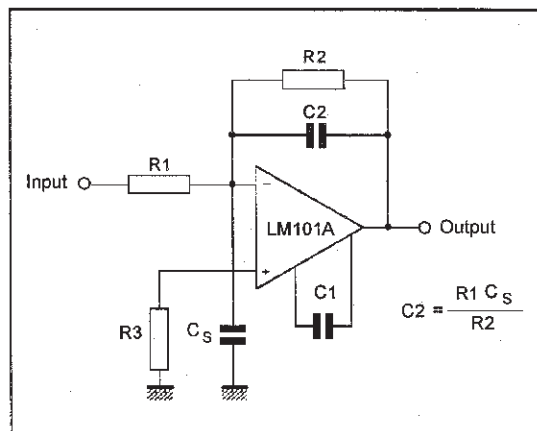 R2
C2
R1
Input
−
LM101A
Output
+
C1
R3
C_S
C2 = R1 C_S / R2